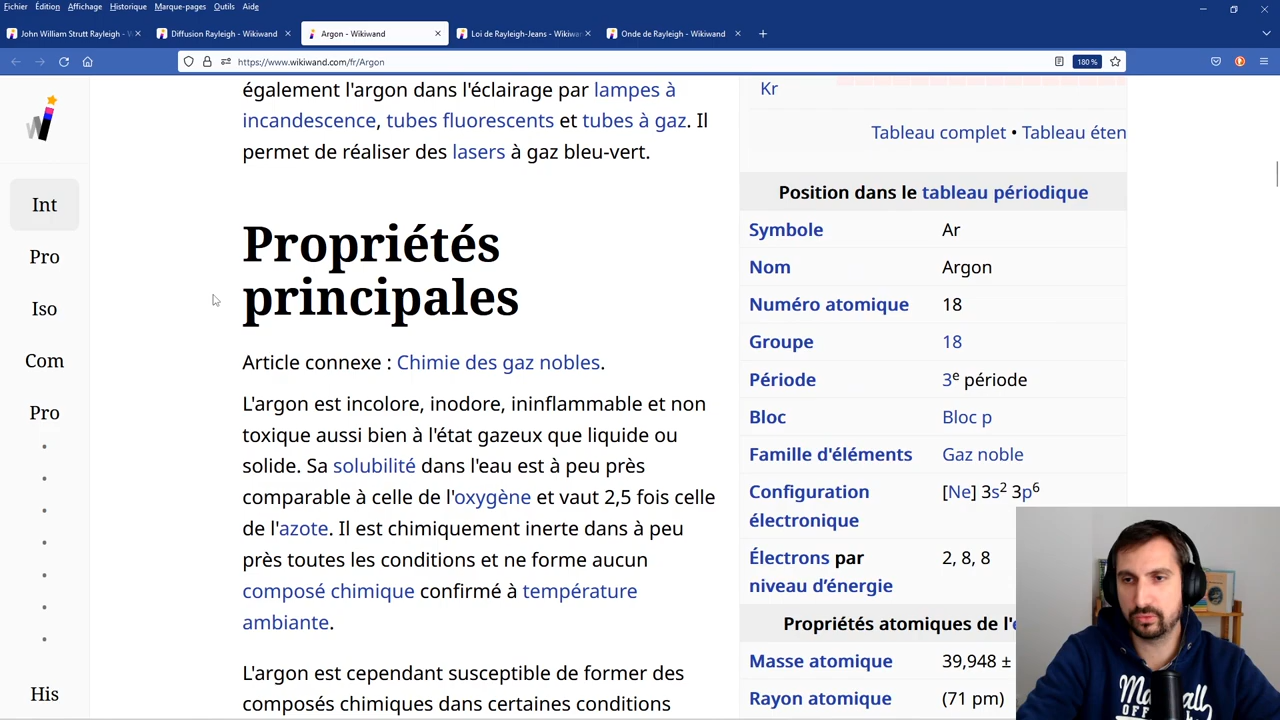 Fichier Édition Affichage Historique Marque-pages Outils Aide
John William Strutt Rayleigh - W
Diffusion Rayleigh - Wikiwand
Argon - Wikiwand
Loi de Rayleigh-Jeans - Wikiwan
Onde de Rayleigh - Wikiwand
https://www.wikiwand.com/fr/Argon
180 %
Int
Pro
Iso
Com
Pro
His
également l'argon dans l'éclairage par lampes à
incandescence, tubes fluorescents et tubes à gaz. Il
permet de réaliser des lasers à gaz bleu-vert.
Propriétés
principales
Article connexe : Chimie des gaz nobles.
L'argon est incolore, inodore, ininflammable et non
toxique aussi bien à l'état gazeux que liquide ou
solide. Sa solubilité dans l'eau est à peu près
comparable à celle de l'oxygène et vaut 2,5 fois celle
de l'azote. Il est chimiquement inerte dans à peu
près toutes les conditions et ne forme aucun
composé chimique confirmé à température
ambiante.
L'argon est cependant susceptible de former des
composés chimiques dans certaines conditions
Kr
Tableau complet • Tableau éten
Position dans le tableau périodique
Symbole Ar
Nom Argon
Numéro atomique 18
Groupe 18
Période 3e période
Bloc Bloc p
Famille d'éléments Gaz noble
Configuration [Ne] 3s2 3p6
électronique
Électrons par 2, 8, 8
niveau d'énergie
Propriétés atomiques de l'
Masse atomique 39,948 ±
Rayon atomique (71 pm)